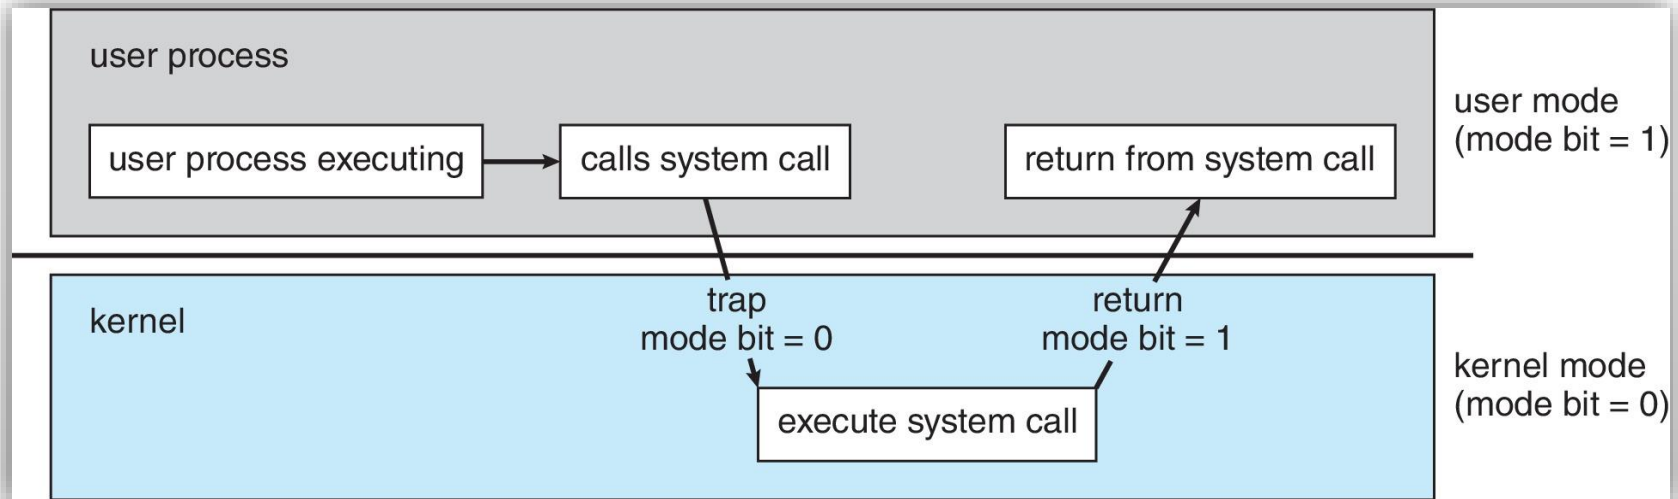 user process
user process executing
calls system call
return from system call
user mode
(mode bit = 1)
kernel
trap
mode bit = 0
return
mode bit = 1
execute system call
kernel mode
(mode bit = 0)